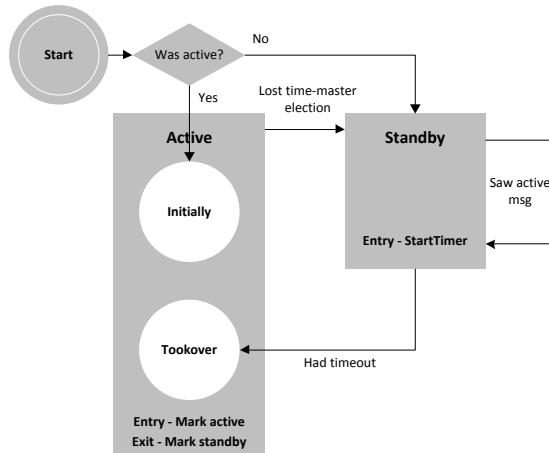 Start
Was active?
No
Yes
Lost time-master
election
Active
Standby
Initially
Saw active
msg
Entry - StartTimer
Tookover
Had timeout
Entry - Mark active
Exit - Mark standby